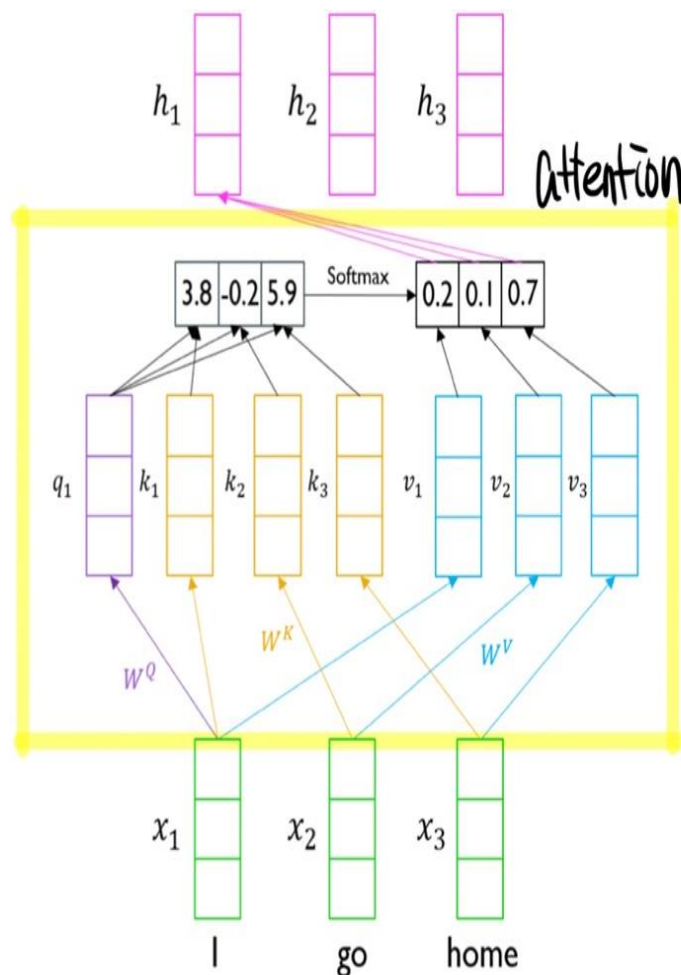 h₁ h₂ h₃
attention
3.8 -0.2 5.9 Softmax 0.2 0.1 0.7
q₁ k₁ k₂ k₃ v₁ v₂ v₃
W^Q W^K W^V
x₁ x₂ x₃
I go home